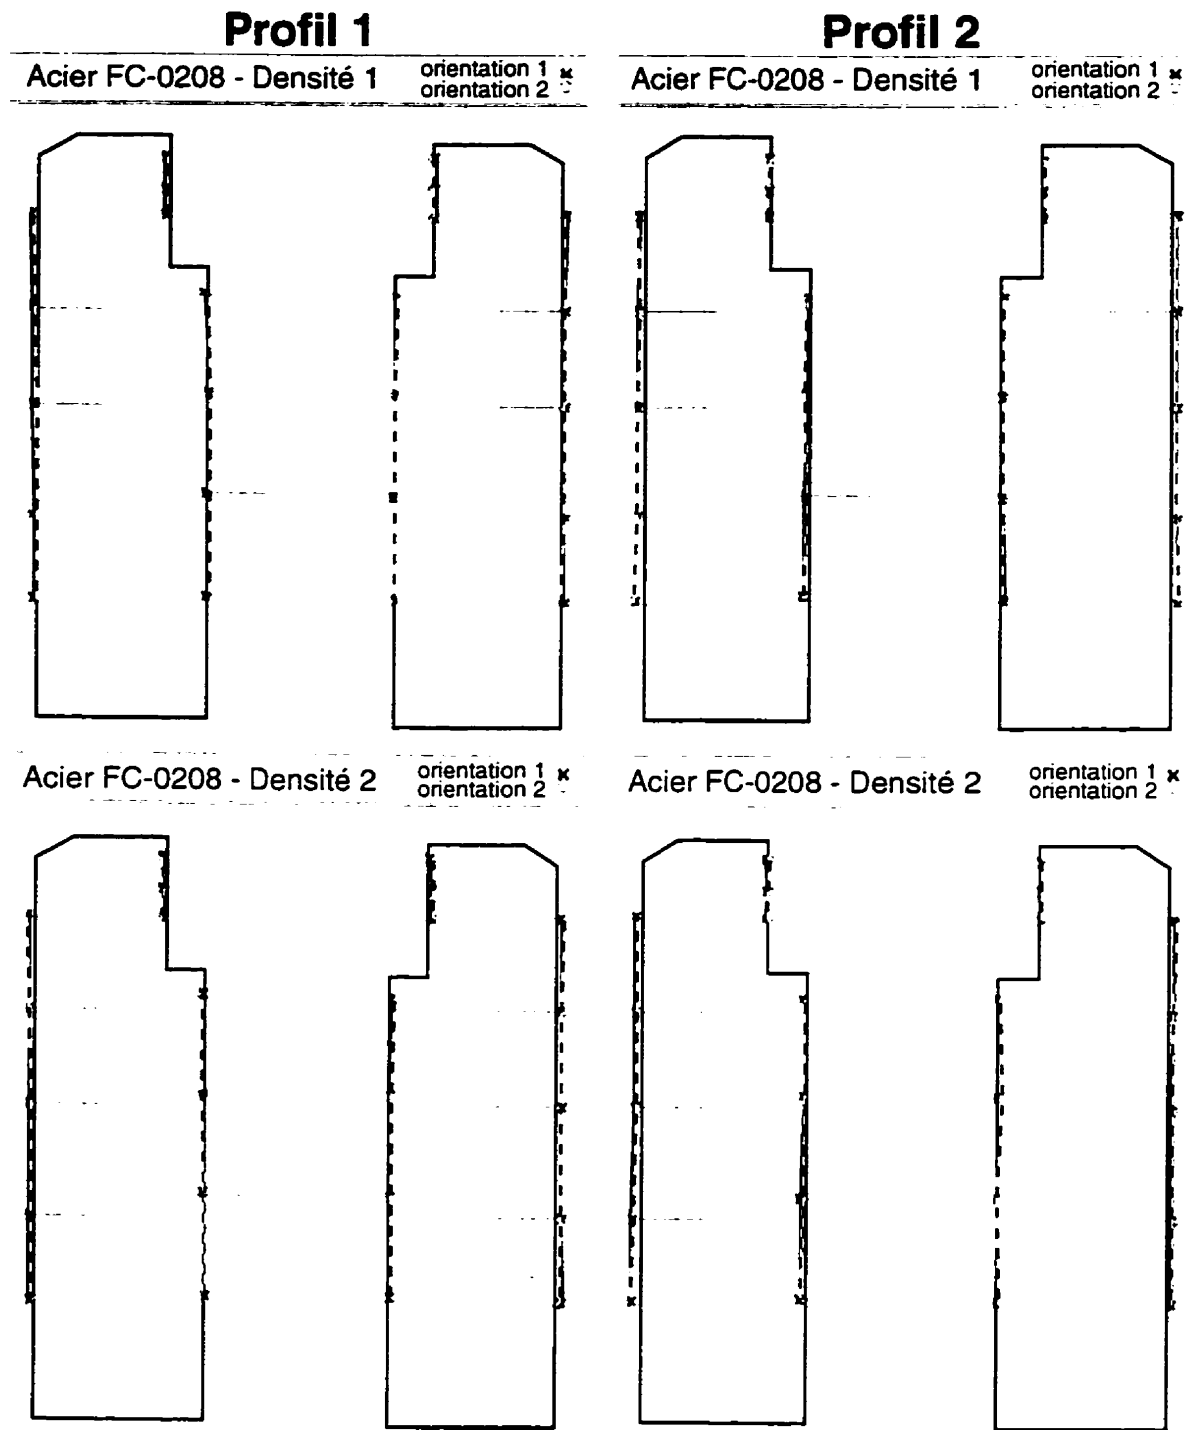 Profil 1
Profil 2
Acier FC-0208 - Densité 1
orientation 1
orientation 2
Acier FC-0208 - Densité 1
orientation 1
orientation 2
Acier FC-0208 - Densité 2
orientation 1
orientation 2
Acier FC-0208 - Densité 2
orientation 1
orientation 2